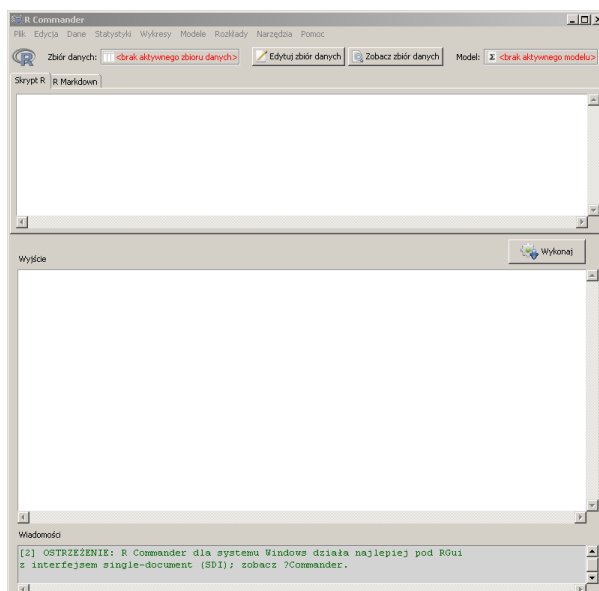 R Commander
Plik Edycja Dane Statystyki Wykresy Modele Rozkłady Narzędzia Pomoc
Zbiór danych: <brak aktywnego zbioru danych> Edytuj zbiór danych Zobacz zbiór danych Model: Σ <brak aktywnego modelu>
Skrypt R R Markdown
Wykonaj
Wyjście
Wiadomości
[2] OSTRZEŻENIE: R Commander dla systemu Windows działa najlepiej pod RGui
z interfejsem single-document (SDI); zobacz ?Commander.